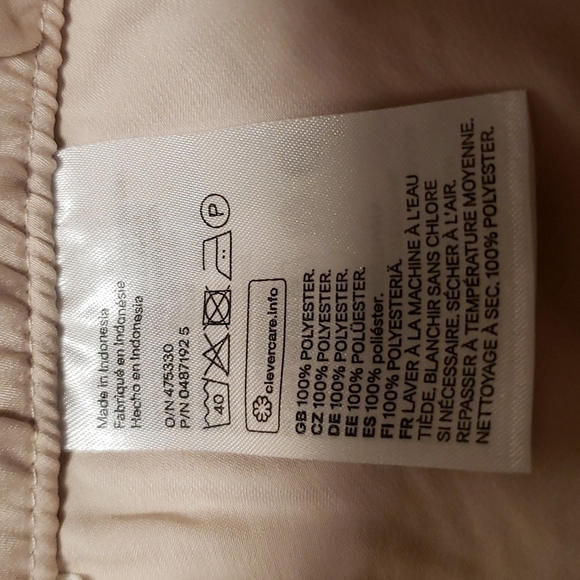 Made in Indonesia
Fabriqué en Indonésie
Hecho en Indonesia
O/N 475330
P/N 0487192 5
40 P
clevercare.info
GB 100% POLYESTER.
CZ 100% POLYESTER.
DE 100% POLYESTER.
EE 100% POLÜESTER.
ES 100% poliéster.
FI 100% POLYESTERIÄ.
FR LAVER À LA MACHINE À L'EAU
TIÈDE, BLANCHIR SANS CHLORE
SI NÉCESSAIRE, SÉCHER À L'AIR.
REPASSER À TEMPÉRATURE MOYENNE.
NETTOYAGE À SEC. 100% POLYESTER.